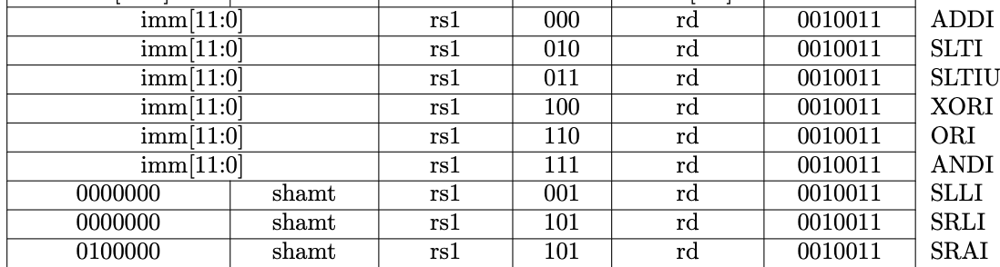 imm[11:0] rs1 000 rd 0010011 ADDI
imm[11:0] rs1 010 rd 0010011 SLTI
imm[11:0] rs1 011 rd 0010011 SLTIU
imm[11:0] rs1 100 rd 0010011 XORI
imm[11:0] rs1 110 rd 0010011 ORI
imm[11:0] rs1 111 rd 0010011 ANDI
0000000 shamt rs1 001 rd 0010011 SLLI
0000000 shamt rs1 101 rd 0010011 SRLI
0100000 shamt rs1 101 rd 0010011 SRAI